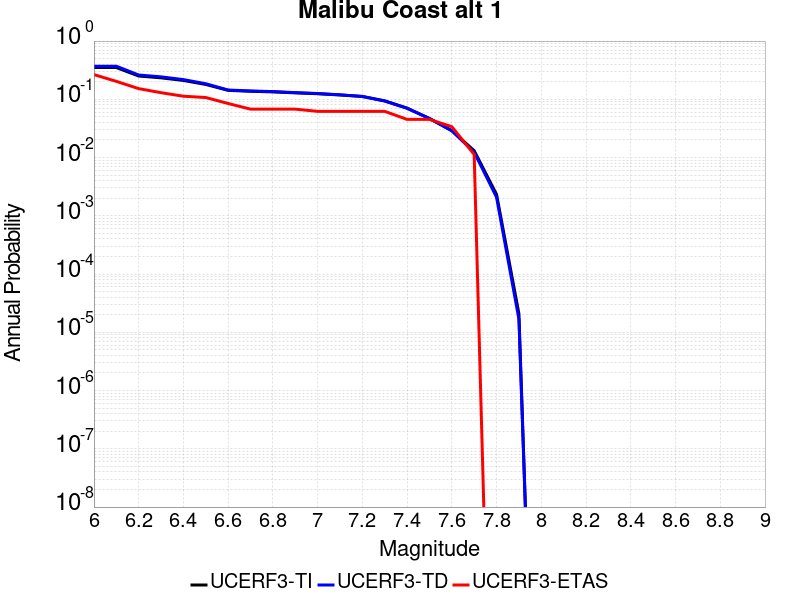 Malibu Coast alt 1
Annual Probability
10^0
10^-1
10^-2
10^-3
10^-4
10^-5
10^-6
10^-7
10^-8
6 6.2 6.4 6.6 6.8 7 7.2 7.4 7.6 7.8 8 8.2 8.4 8.6 8.8 9
Magnitude
UCERF3-TI UCERF3-TD UCERF3-ETAS